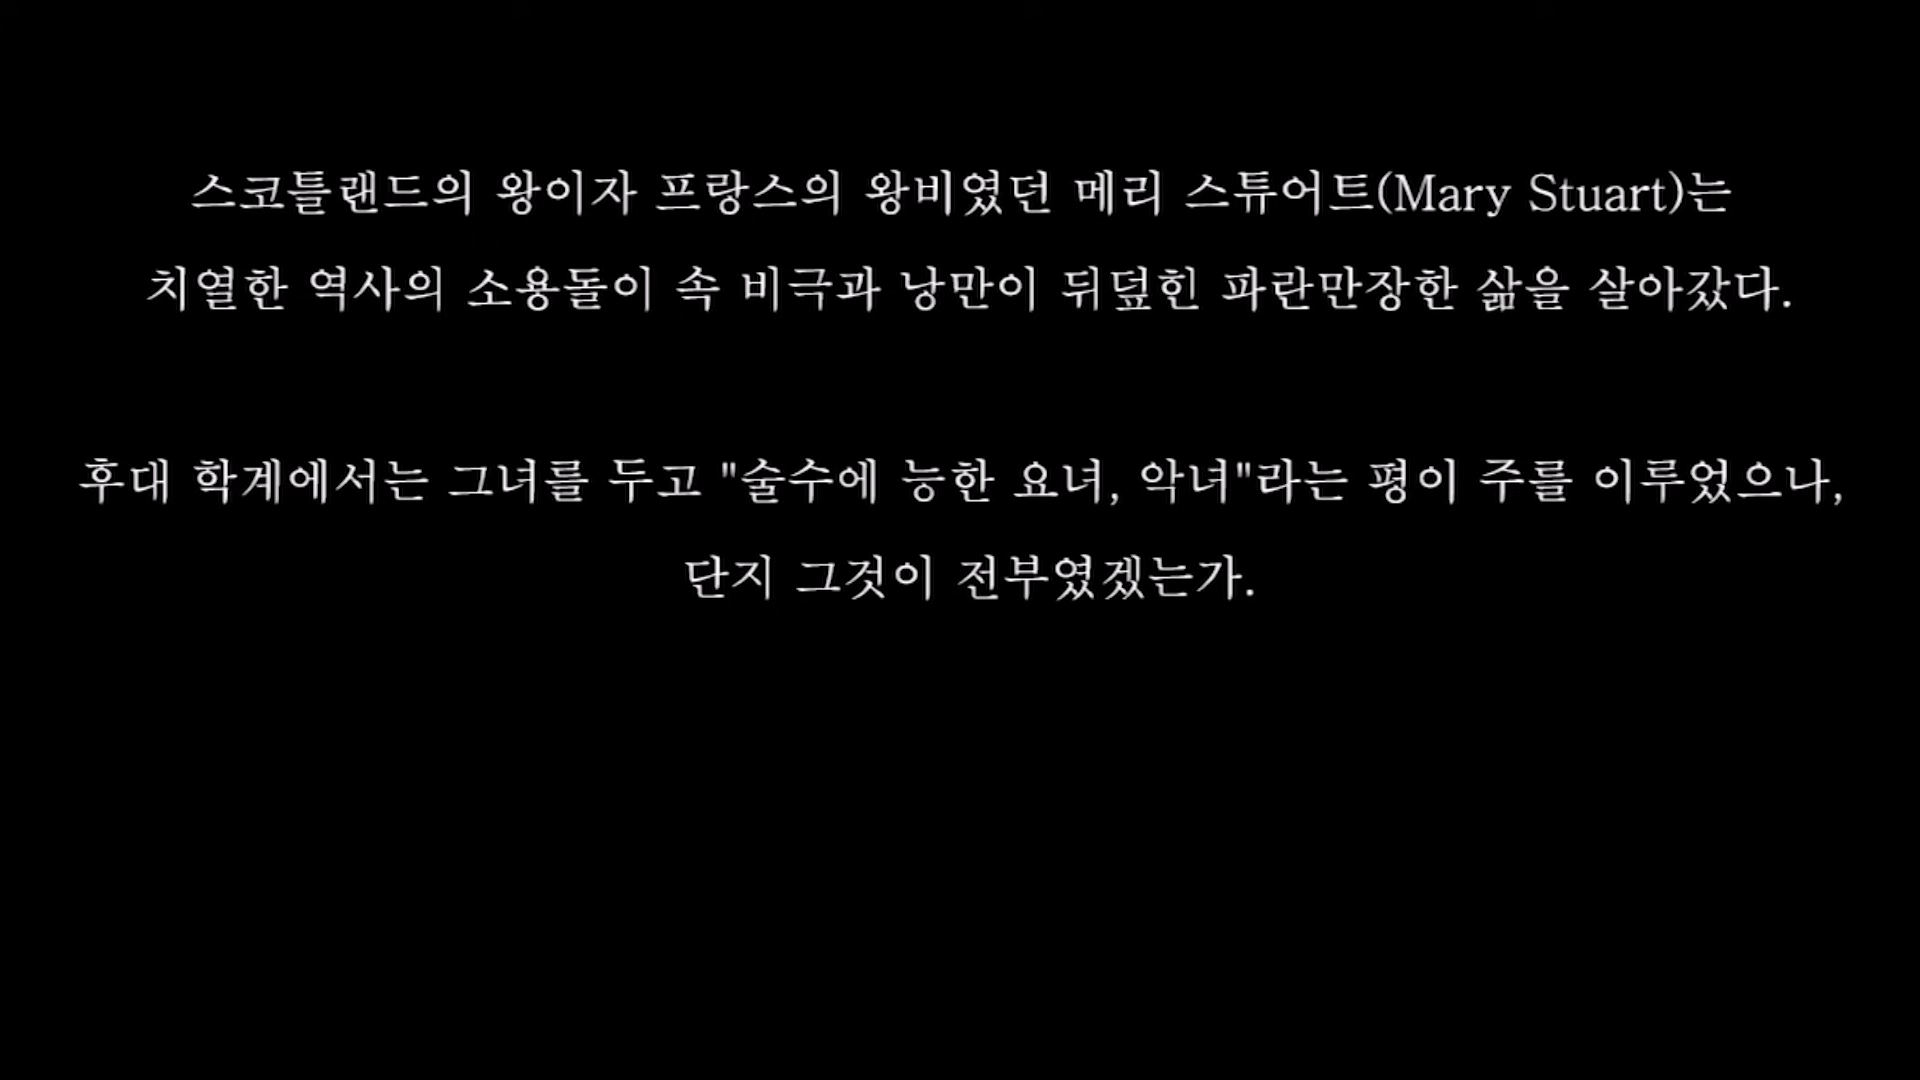 스코틀랜드의 왕이자 프랑스의 왕비였던 메리 스튜어트(Mary Stuart)는
치열한 역사의 소용돌이 속 비극과 낭만이 뒤덮힌 파란만장한 삶을 살아갔다.
후대 학계에서는 그녀를 두고 "술수에 능한 요녀, 악녀"라는 평이 주를 이루었으나,
단지 그것이 전부였겠는가.